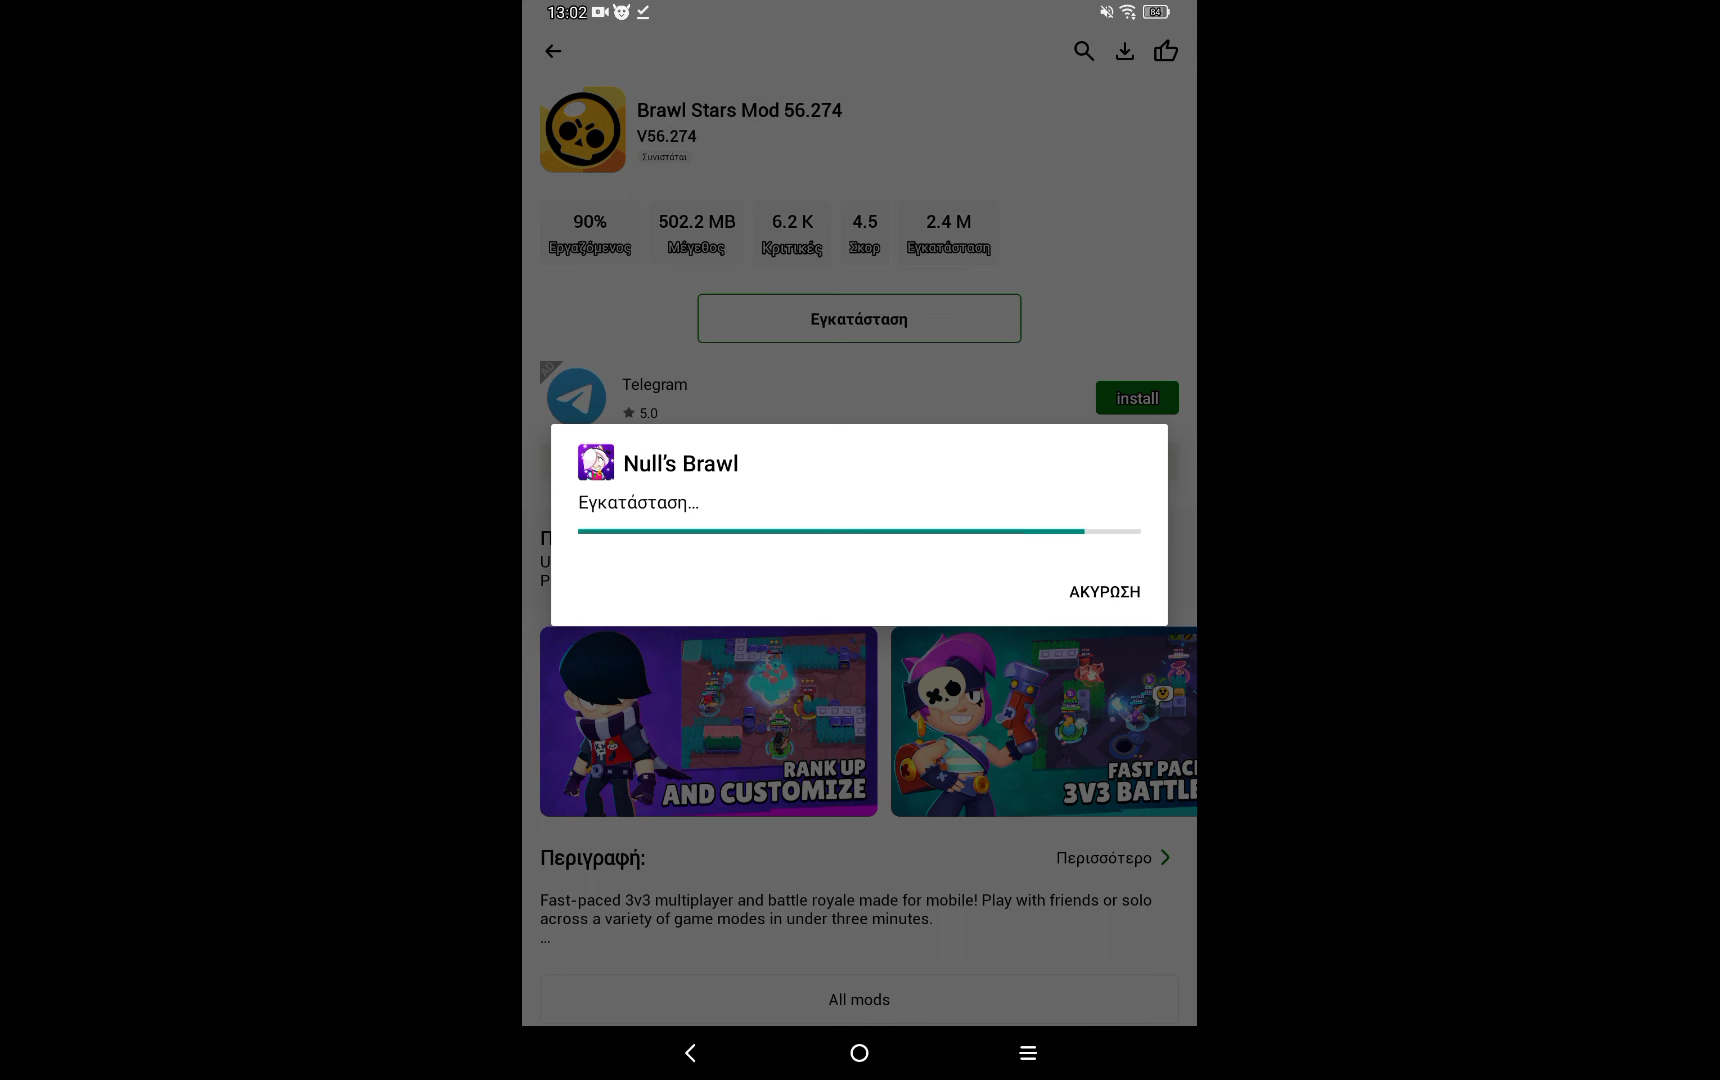 13:02
84
Brawl Stars Mod 56.274
V56.274
Συνιστάται
90%
502.2 MB
6.2 K
4.5
2.4 M
Εργαζόμενος
Μέγεθος
Κριτικές
Σκορ
Εγκατάσταση
Εγκατάσταση
AD
Telegram
5.0
install
Null’s Brawl
Εγκατάσταση…
ΑΚΥΡΩΣΗ
RANK UP
AND CUSTOMIZE
FAST PAC
3V3 BATTLE
Περιγραφή:
Περισσότερο
Fast-paced 3v3 multiplayer and battle royale made for mobile! Play with friends or solo
across a variety of game modes in under three minutes.
...
All mods